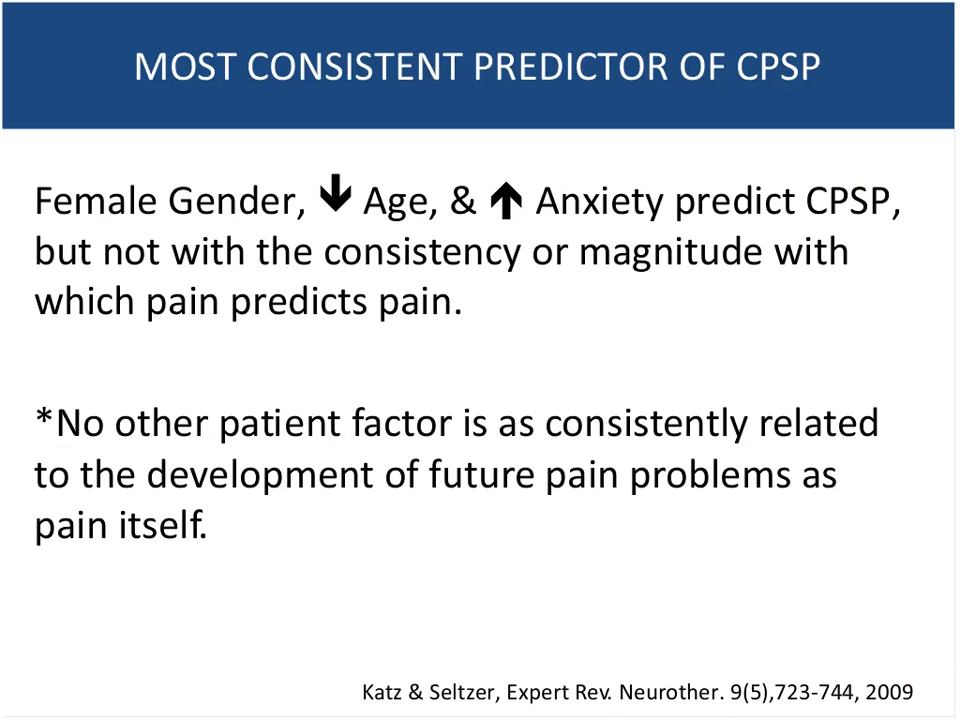 MOST CONSISTENT PREDICTOR OF CPSP
Female Gender, 🡻 Age, & 🡹 Anxiety predict CPSP,
but not with the consistency or magnitude with
which pain predicts pain.
*No other patient factor is as consistently related
to the development of future pain problems as
pain itself.
Katz & Seltzer, Expert Rev. Neurother. 9(5),723-744, 2009